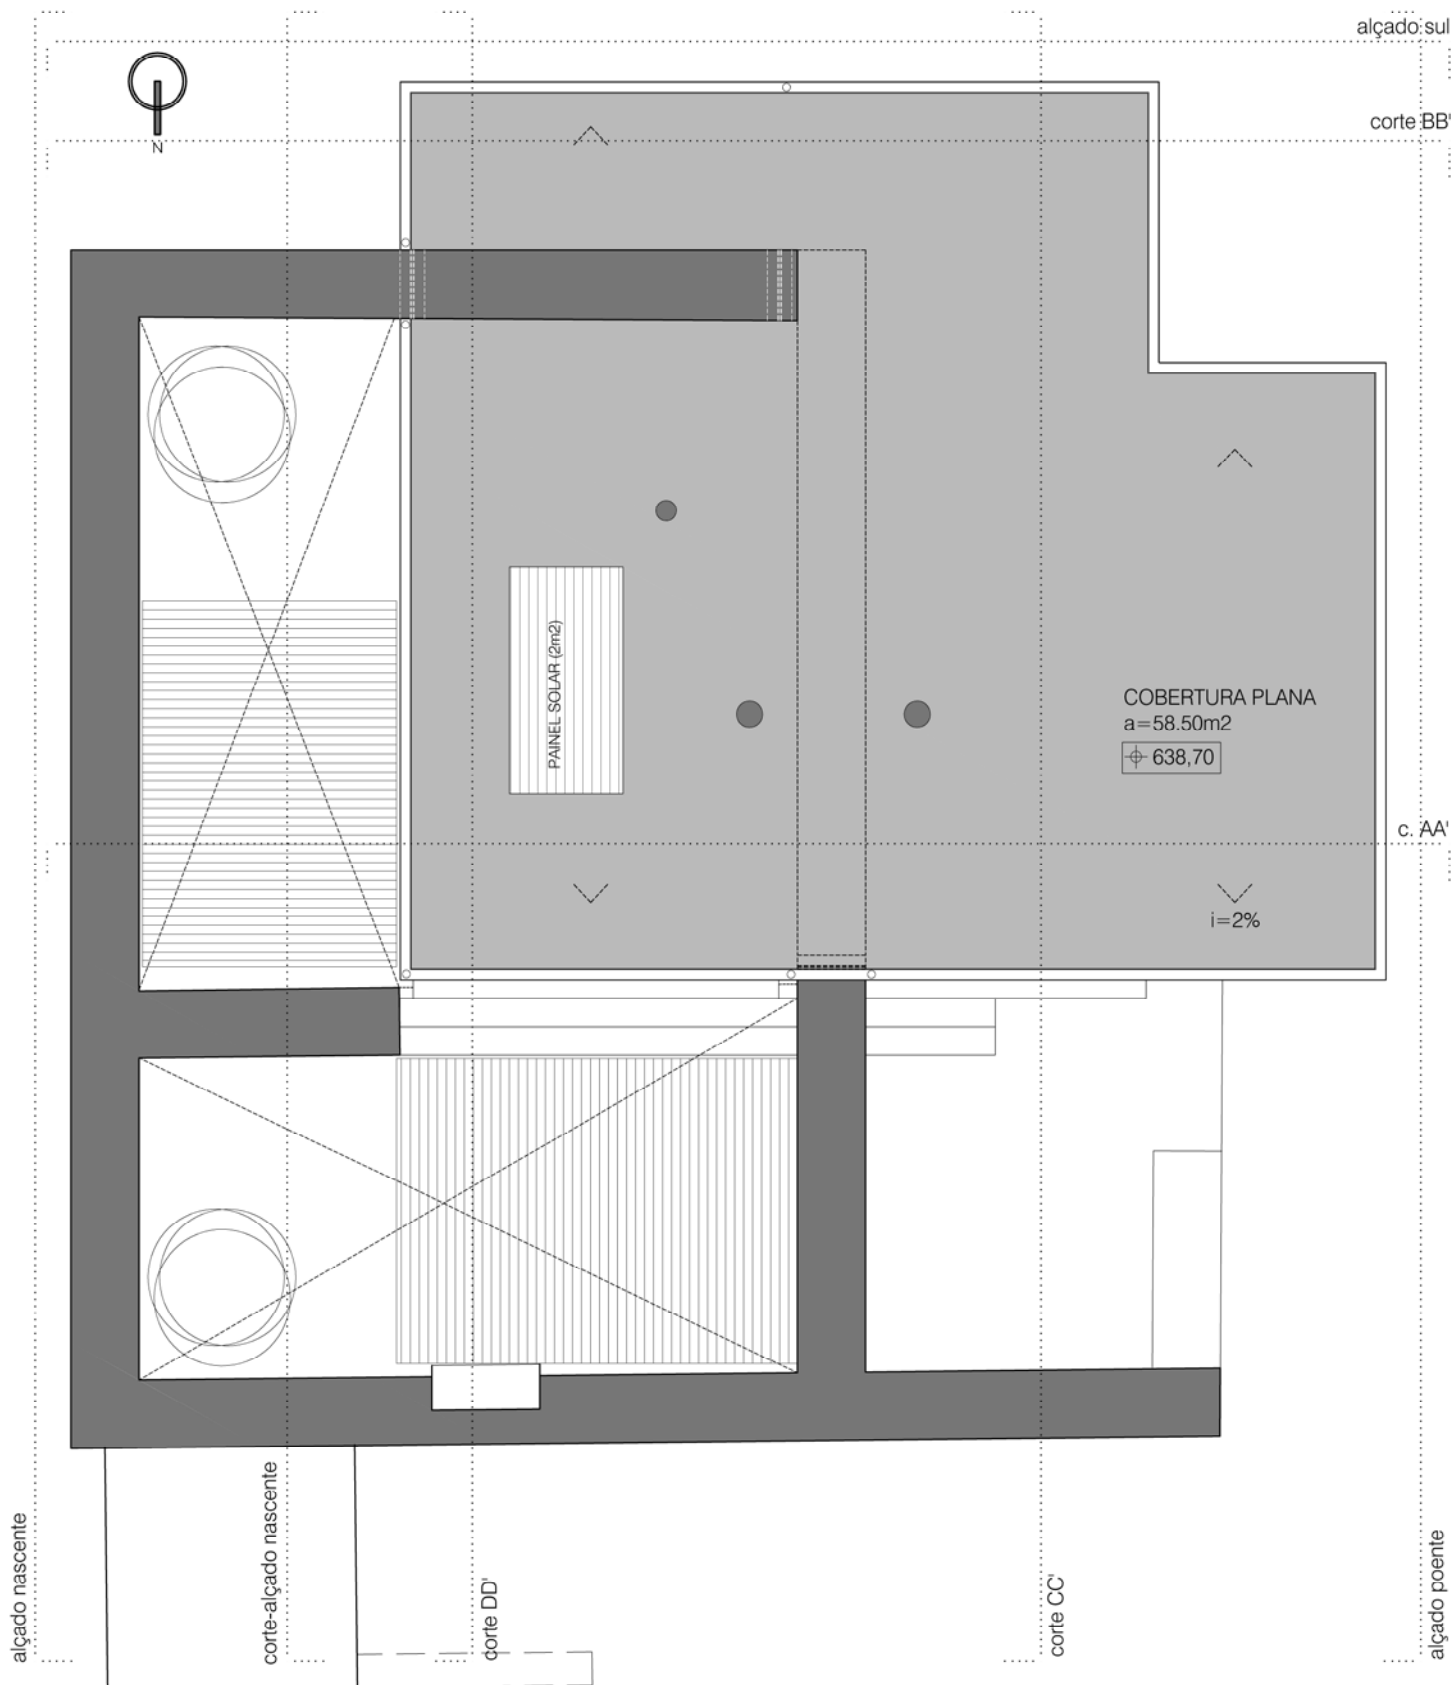 alçado sul
corte BB'
N
PAINEL SOLAR (2m2)
COBERTURA PLANA
a=58.50m2
638,70
c. AA'
i=2%
alçado nascente
corte-alçado nascente
corte DD'
corte CC'
alçado poente